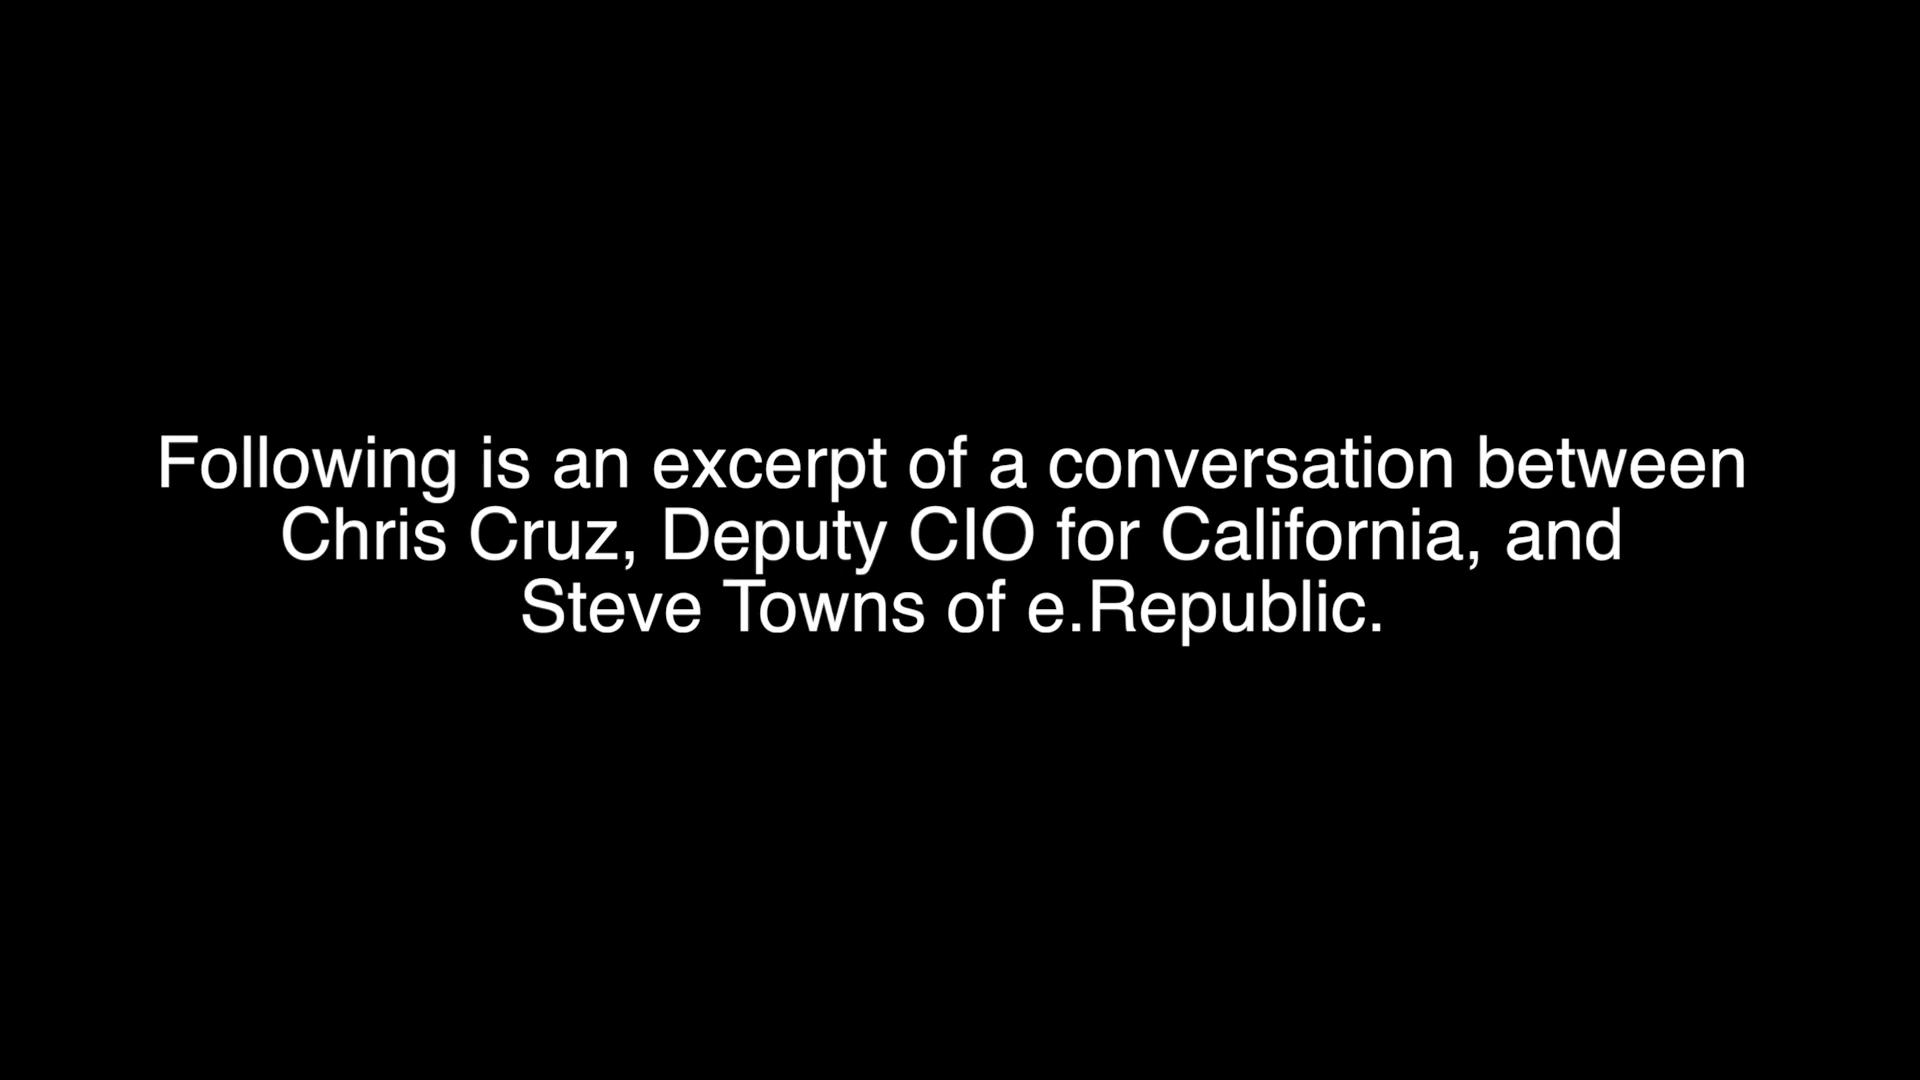 Following is an excerpt of a conversation between
Chris Cruz, Deputy CIO for California, and
Steve Towns of e.Republic.